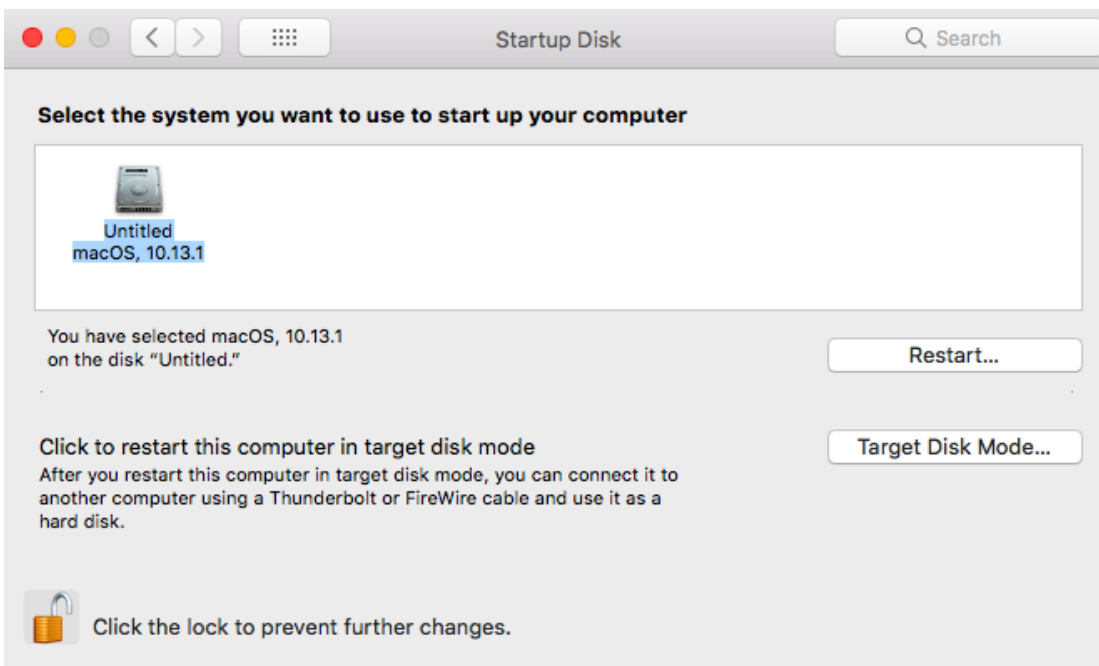 Startup Disk
Search
Select the system you want to use to start up your computer
Untitled
macOS, 10.13.1
You have selected macOS, 10.13.1
on the disk “Untitled.”
Restart...
Click to restart this computer in target disk mode
Target Disk Mode...
After you restart this computer in target disk mode, you can connect it to
another computer using a Thunderbolt or FireWire cable and use it as a
hard disk.
Click the lock to prevent further changes.